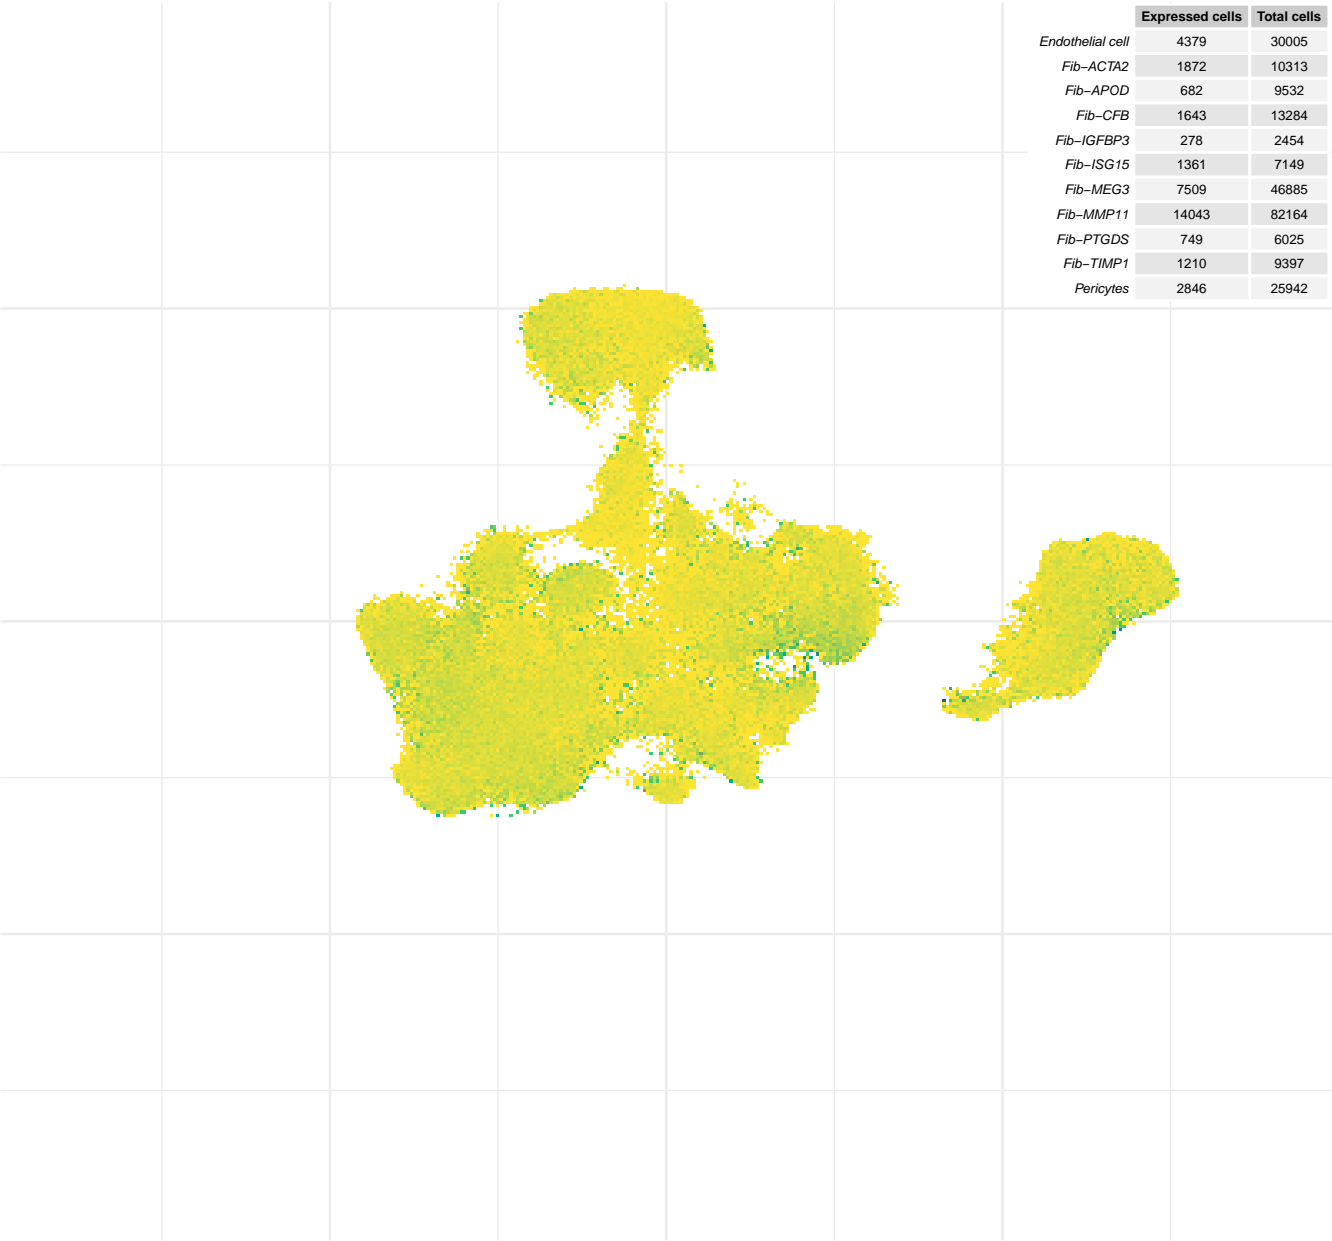 Expressed cells Total cells
Endothelial cell 4379 30005
Fib−ACTA2 1872 10313
Fib−APOD 682 9532
Fib−CFB 1643 13284
Fib−IGFBP3 278 2454
Fib−ISG15 1361 7149
Fib−MEG3 7509 46885
Fib−MMP11 14043 82164
Fib−PTGDS 749 6025
Fib−TIMP1 1210 9397
Pericytes 2846 25942